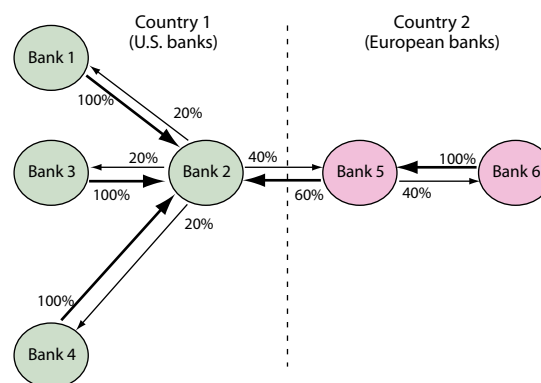 Country 1
(U.S. banks)
Country 2
(European banks)
Bank 1
100%
20%
Bank 3
20%
100%
Bank 2
40%
60%
Bank 5
100%
40%
Bank 6
20%
100%
Bank 4